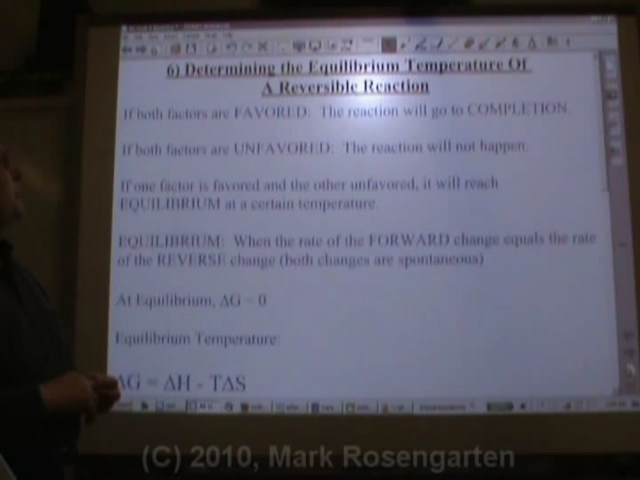 6) Determining the Equilibrium Temperature Of
A Reversible Reaction
If both factors are FAVORED: The reaction will go to COMPLETION.
If both factors are UNFAVORED: The reaction will not happen.
If one factor is favored and the other unfavored, it will reach
EQUILIBRIUM at a certain temperature.
EQUILIBRIUM: When the rate of the FORWARD change equals the rate
of the REVERSE change (both changes are spontaneous)
At Equilibrium, ΔG = 0
Equilibrium Temperature:
ΔG = ΔH - TΔS
(C) 2010, Mark Rosengarten